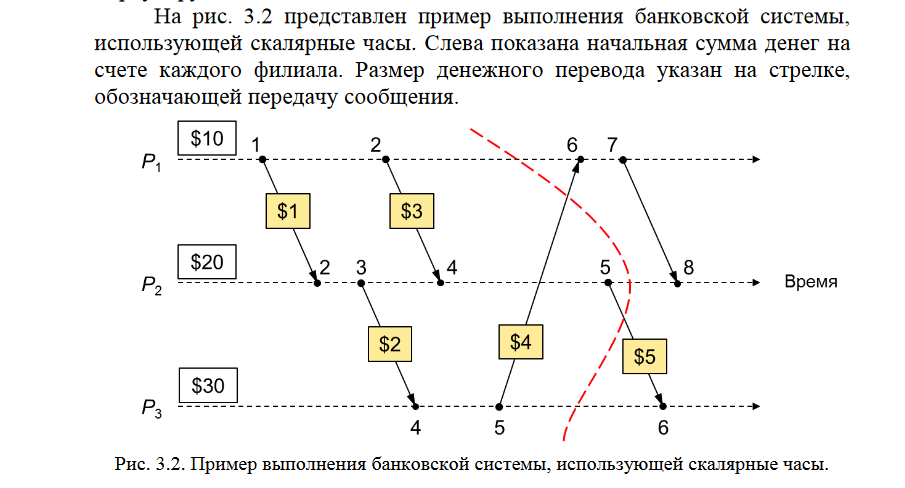 На рис. 3.2 представлен пример выполнения банковской системы,
использующей скалярные часы. Слева показана начальная сумма денег на
счете каждого филиала. Размер денежного перевода указан на стрелке,
обозначающей передачу сообщения.
$10 1 2 6 7
P1
$1 $3
$20 2 3 4 5 8
P2 Время
$2 $4 $5
$30
P3
4 5 6
Рис. 3.2. Пример выполнения банковской системы, использующей скалярные часы.